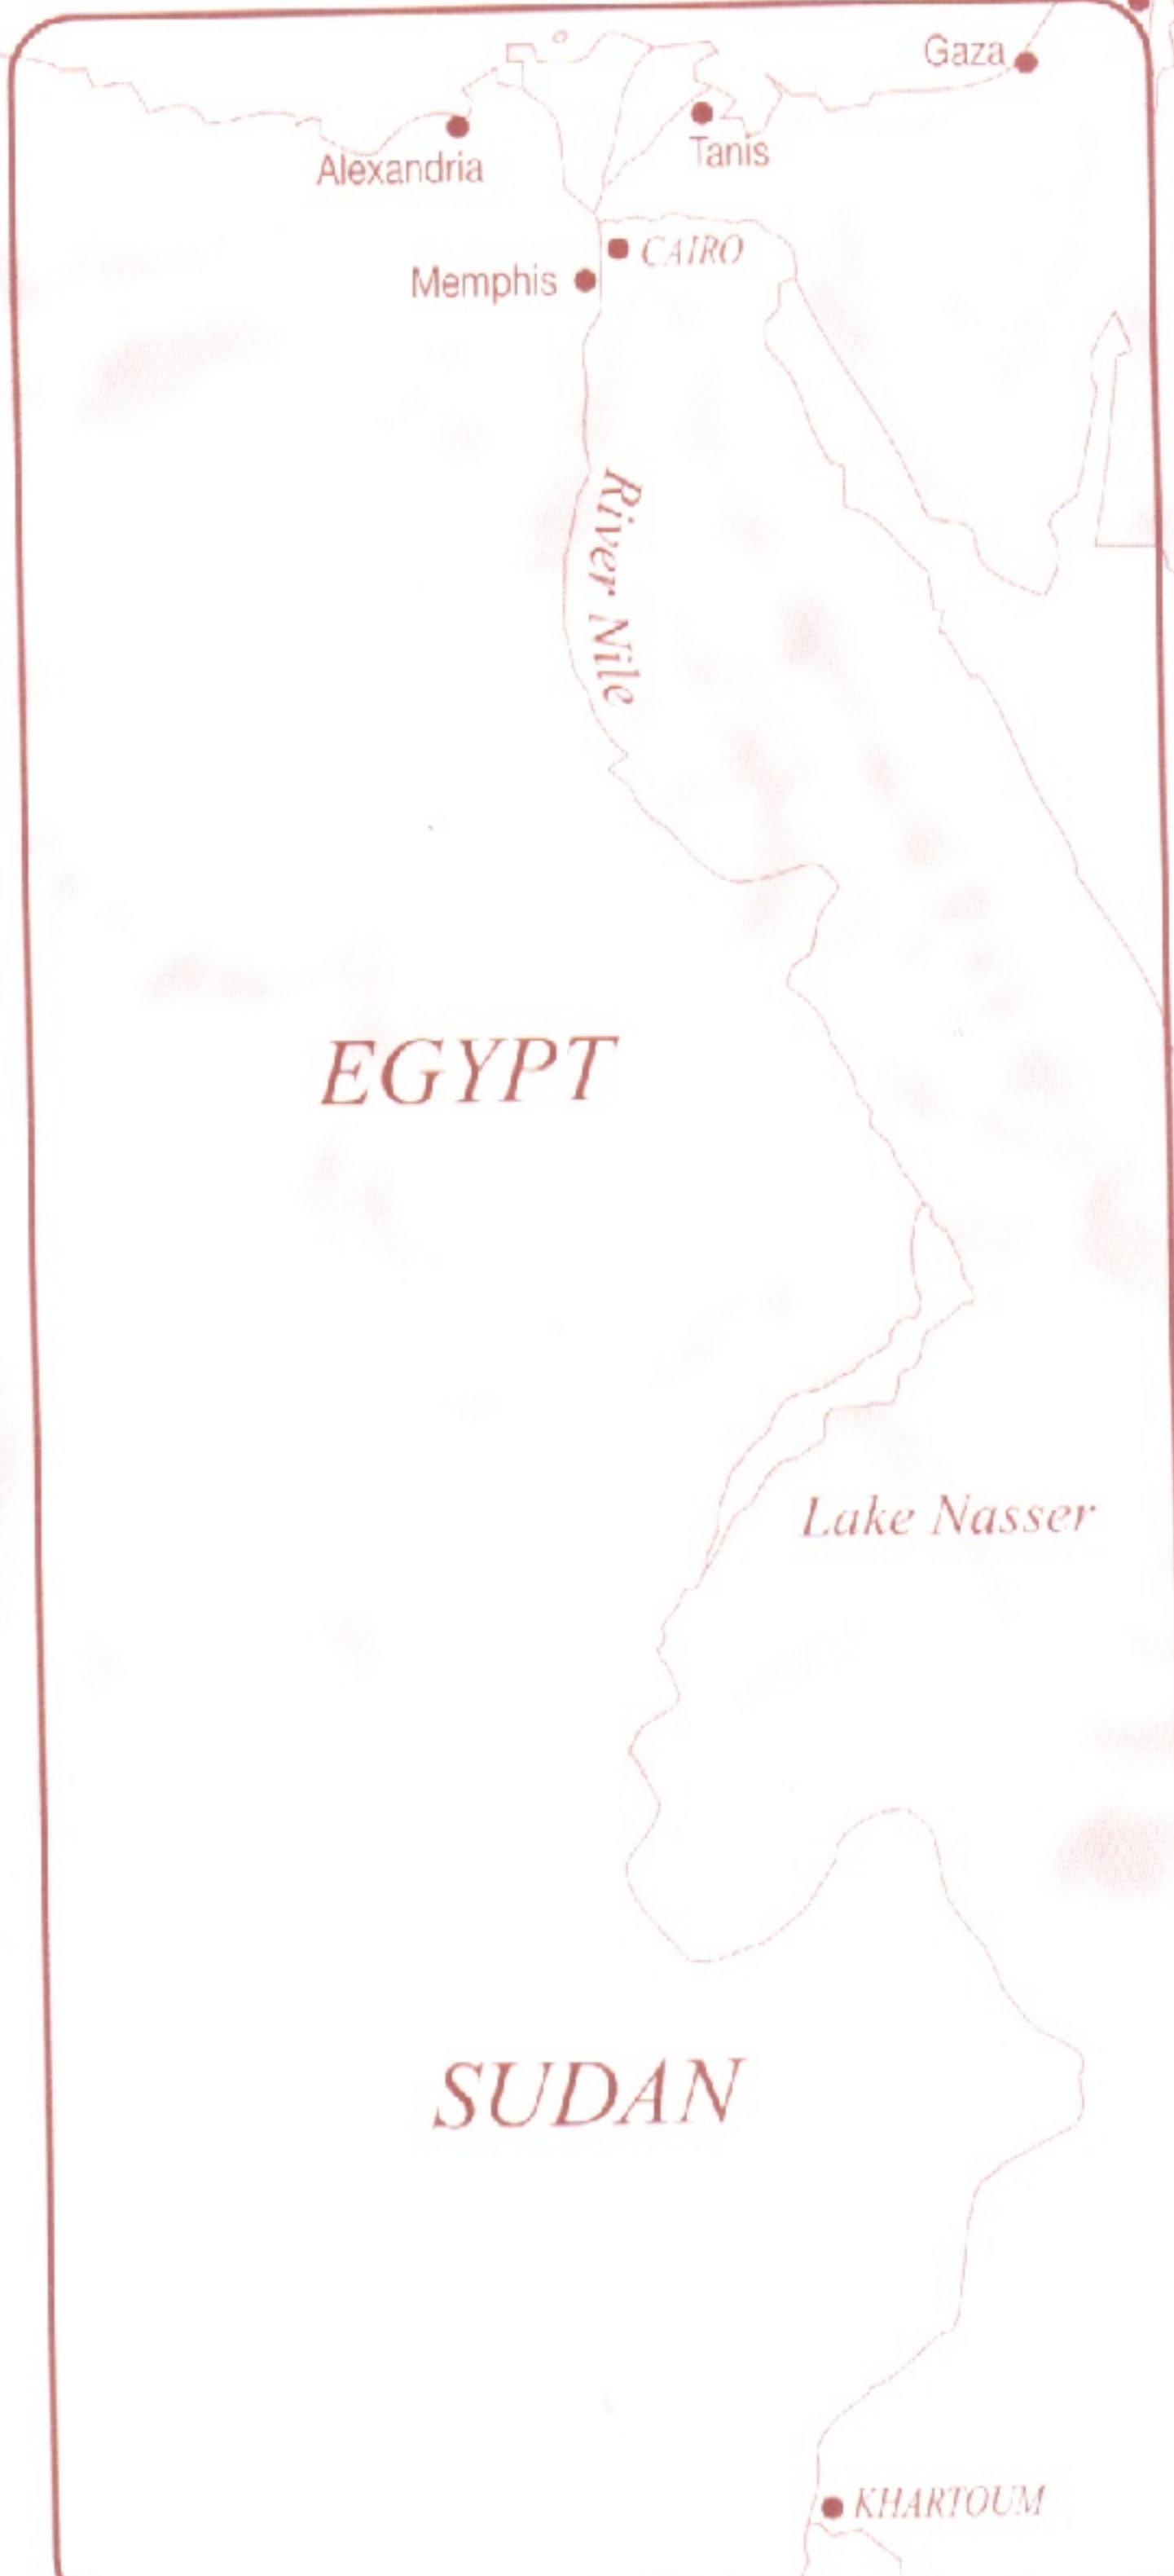 Gaza
Alexandria
Tanis
CAIRO
Memphis
River Nile
EGYPT
Lake Nasser
SUDAN
KHARTOUM